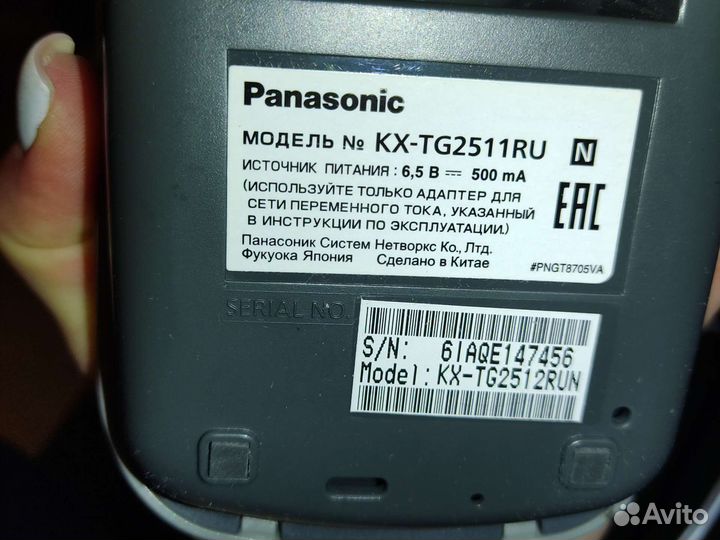 Panasonic
МОДЕЛЬ № KX-TG2511RU N
ИСТОЧНИК ПИТАНИЯ : 6,5 В ⎓ 500 mA
(ИСПОЛЬЗУЙТЕ ТОЛЬКО АДАПТЕР ДЛЯ
СЕТИ ПЕРЕМЕННОГО ТОКА, УКАЗАННЫЙ
В ИНСТРУКЦИИ ПО ЭКСПЛУАТАЦИИ.)
EAC
Панасоник Систем Нетворкс Ко., Лтд.
Фукуока Япония Сделано в Китае
#PNGT8705VA
SERIAL NO.
S/N: 6IAQE147456
Model: KX-TG2512RUN
Avito